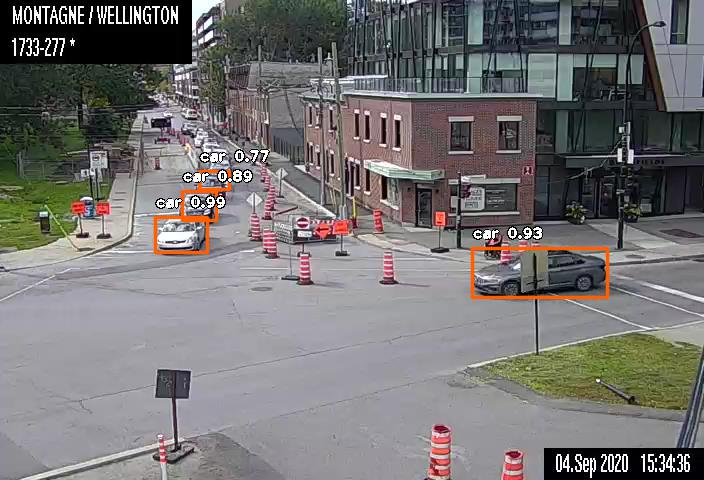 MONTAGNE / WELLINGTON
1733-277 *
car 0.77
car 0.89
car 0.99
car 0.93
04.Sep 2020 15:34:36